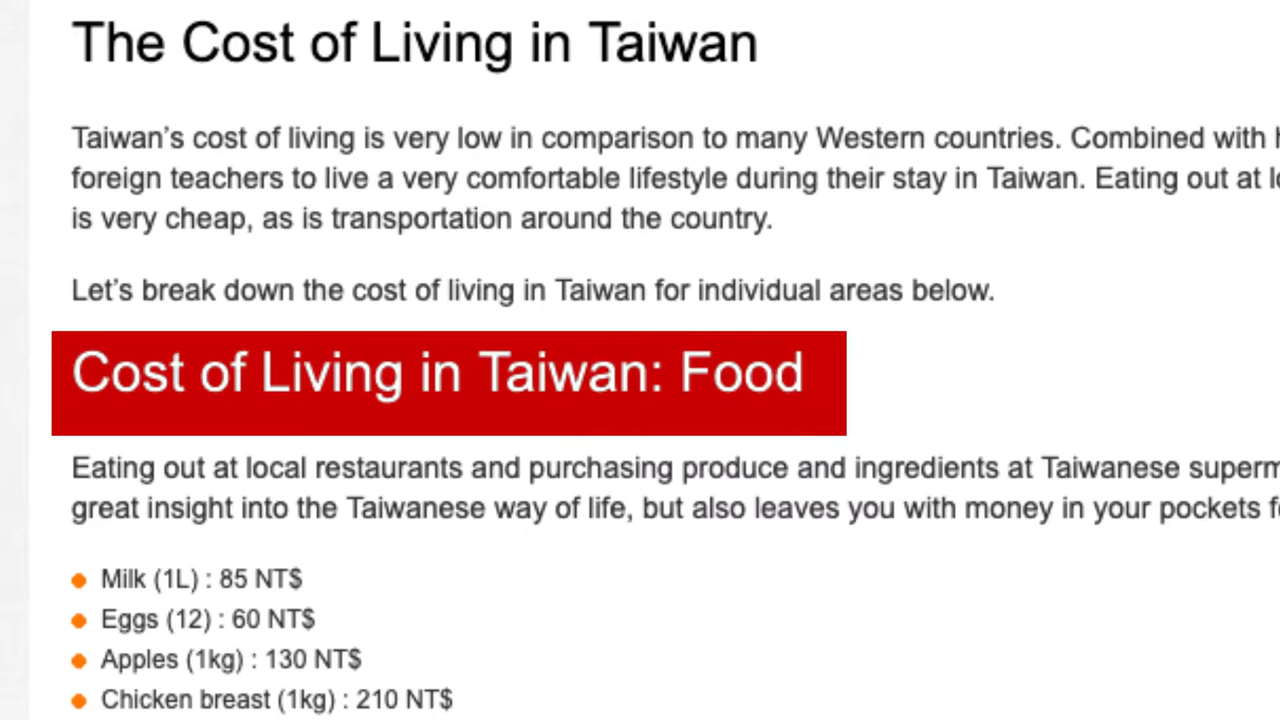 The Cost of Living in Taiwan
Taiwan’s cost of living is very low in comparison to many Western countries. Combined with
foreign teachers to live a very comfortable lifestyle during their stay in Taiwan. Eating out at
is very cheap, as is transportation around the country.
Let’s break down the cost of living in Taiwan for individual areas below.
Cost of Living in Taiwan: Food
Eating out at local restaurants and purchasing produce and ingredients at Taiwanese
great insight into the Taiwanese way of life, but also leaves you with money in your pockets
Milk (1L) : 85 NT$
Eggs (12) : 60 NT$
Apples (1kg) : 130 NT$
Chicken breast (1kg) : 210 NT$